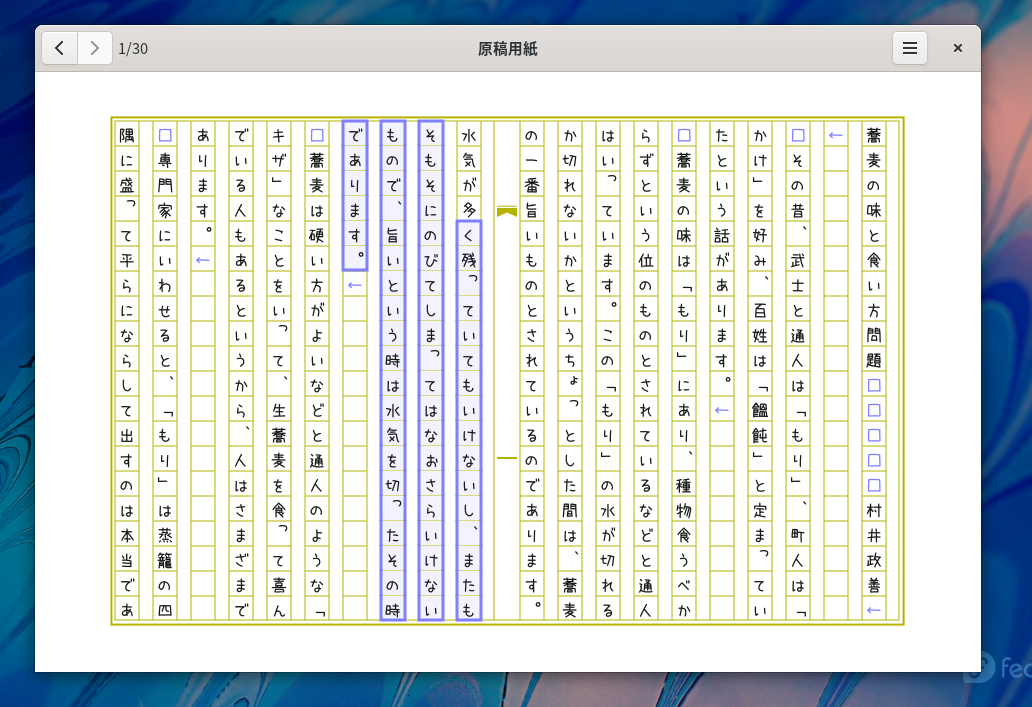 1/30
原稿用紙
蕎麦の味と食い方問題□□□□□村井政善←
←
□その昔、武士と通人は「もり」、町人は「
かけ」を好み、百姓は「饂飩」と定まってい
たという話があります。←
□蕎麦の味は「もり」にあり、種物食うべか
らずという位のものとされているなどと通人
はいっています。この「もり」の水が切れる
か切れないかというちょっとした間は、蕎麦
の一番旨いものとされているのであります。
水気が多く残っていてもいけないし、またも
そもそにのびてしまってはなおさらいけない
もので、旨いという時は水気を切ったその時
であります。←
□蕎麦は硬い方がよいなどと通人のような「
キザ」なことをいって、生蕎麦を食って喜ん
でいる人もあるというから、人はさまざまで
あります。←
□専門家にいわせると、「もり」は蒸籠の四
隅に盛って平らにならして出すのは本当であ